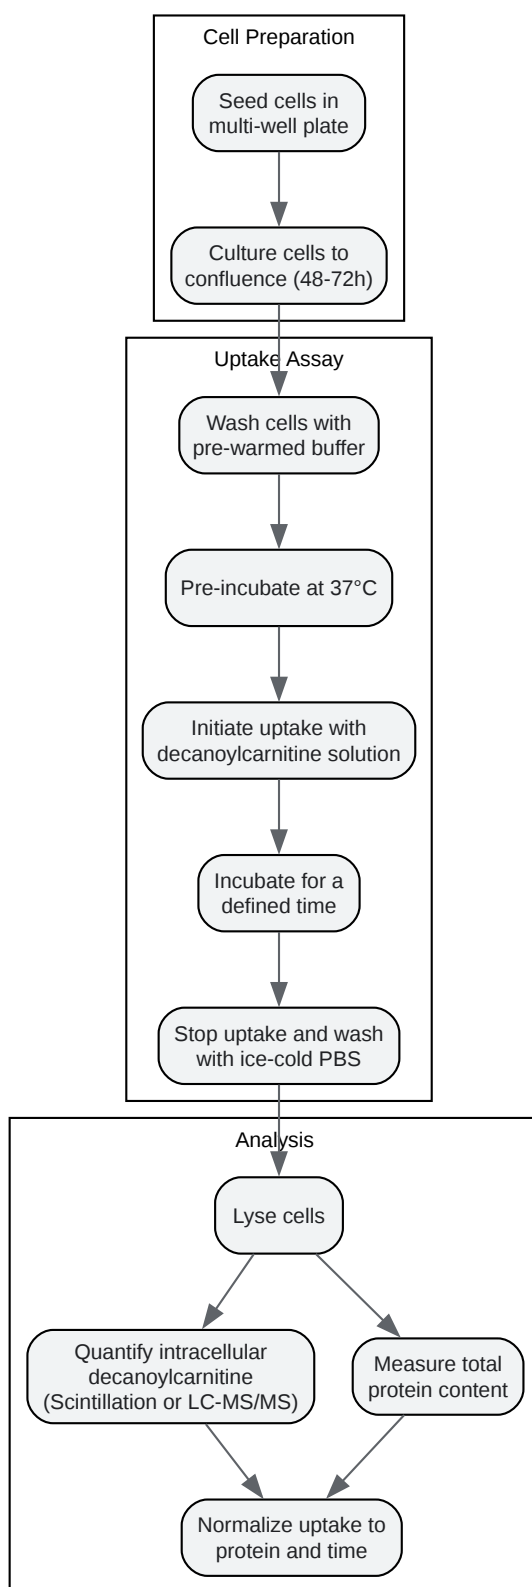 Cell Preparation
Seed cells in
multi-well plate
Culture cells to
confluence (48-72h)
Uptake Assay
Wash cells with
pre-warmed buffer
Pre-incubate at 37°C
Initiate uptake with
decanoylcarnitine solution
Incubate for a
defined time
Stop uptake and wash
with ice-cold PBS
Analysis
Lyse cells
Quantify intracellular
decanoylcarnitine
(Scintillation or LC-MS/MS)
Measure total
protein content
Normalize uptake to
protein and time